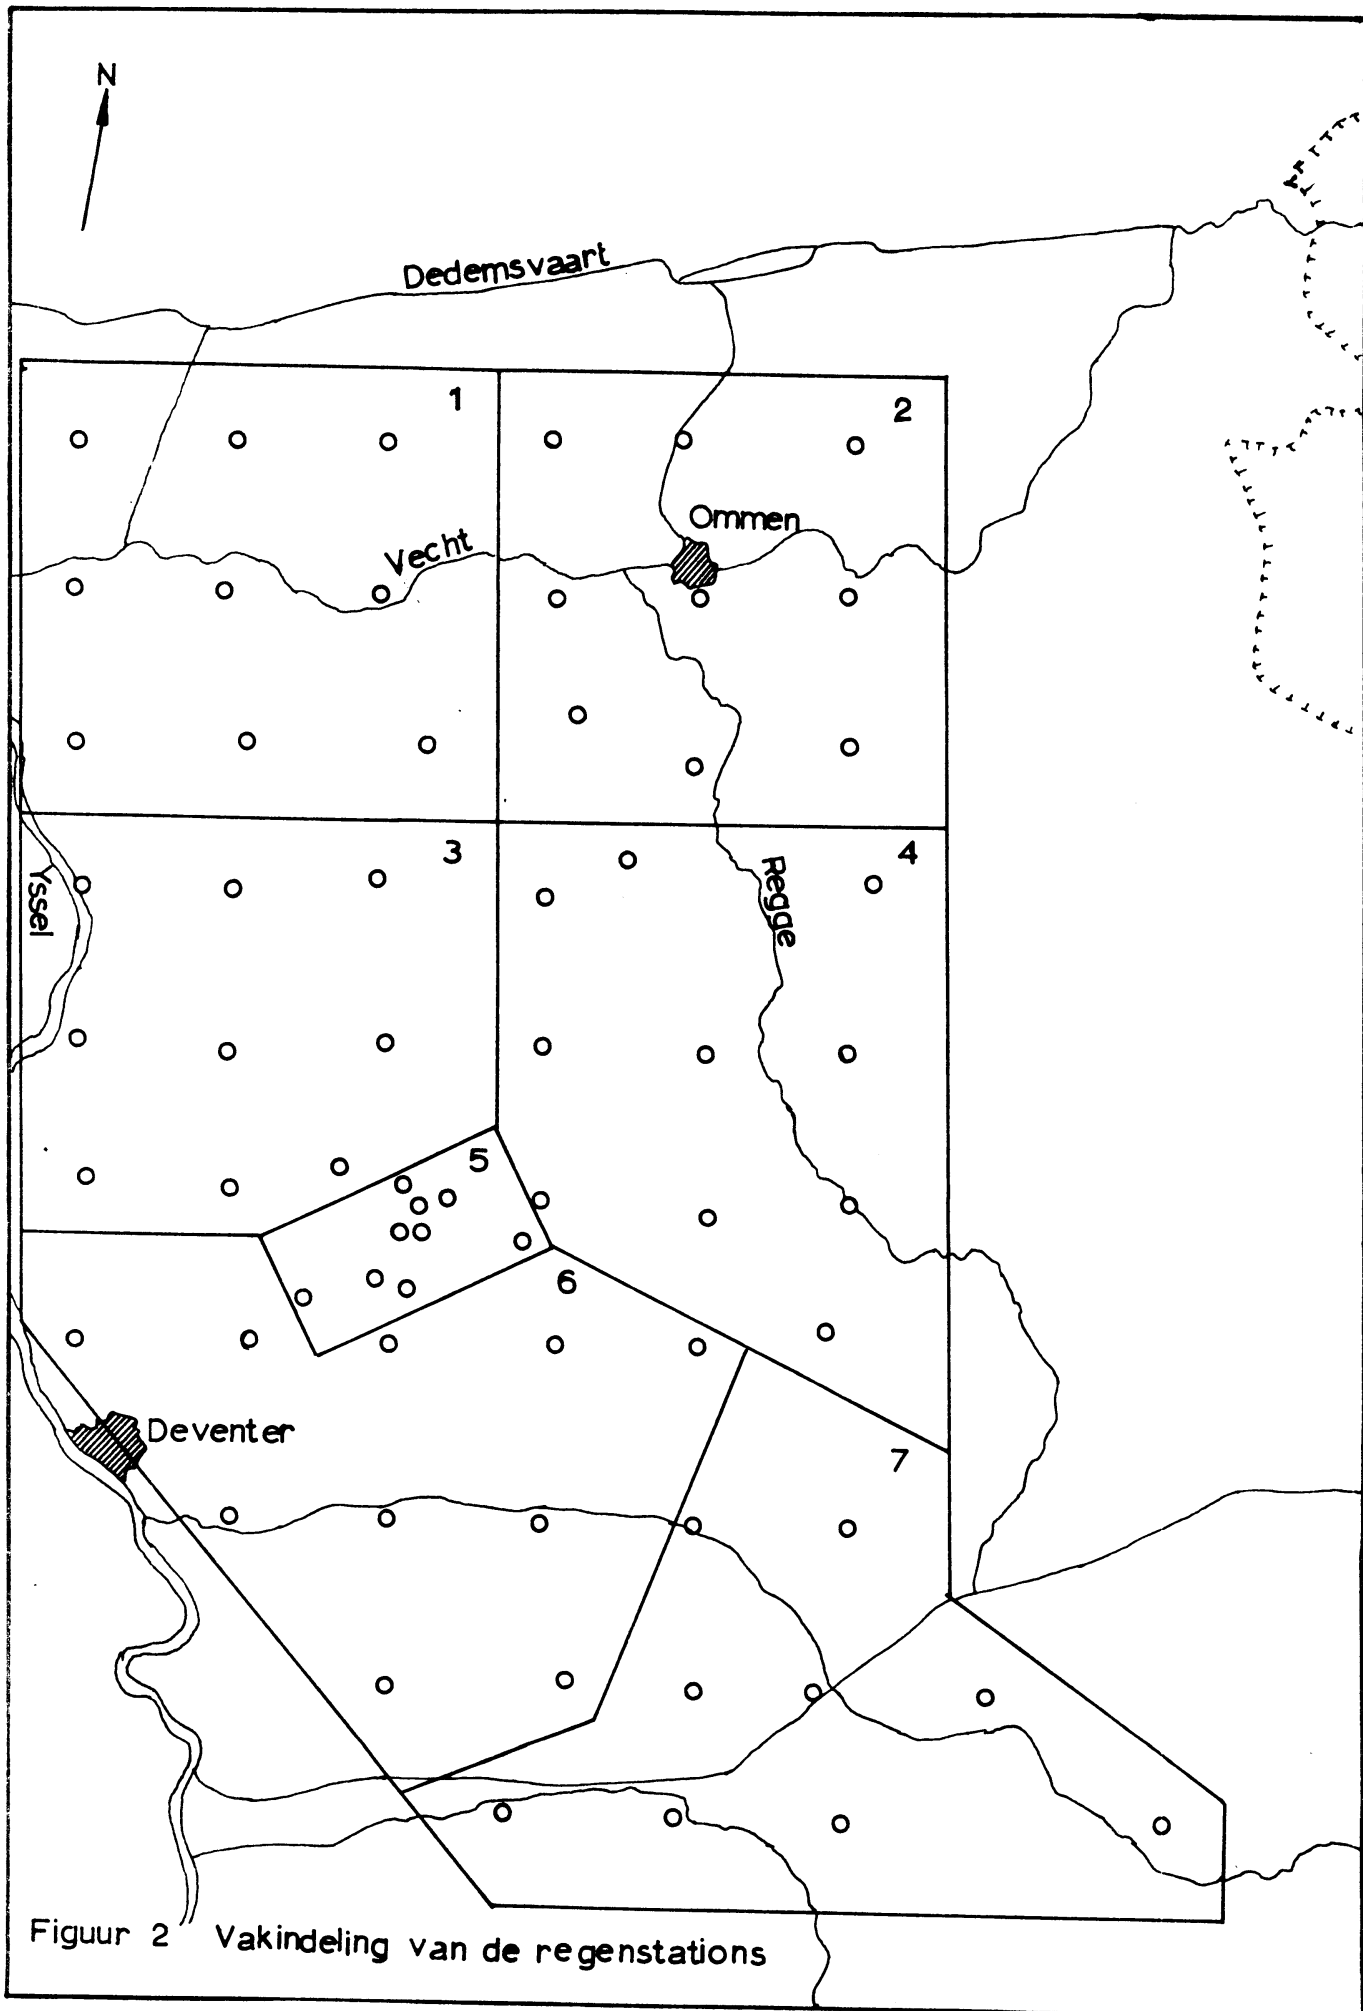 N
Dedemsvaart
1
2
Ommen
Vecht
3
4
Yssel
Regge
5
6
Deventer
7
Figuur 2 Vakindeling van de regenstations